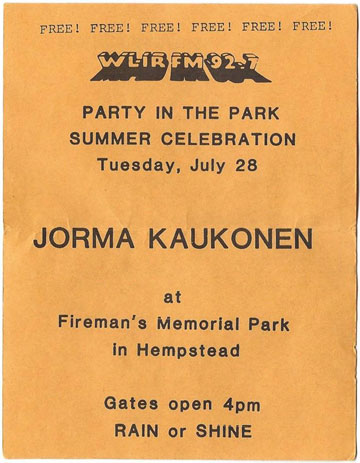 FREE! FREE! FREE! FREE! FREE! FREE! FREE!
WLIR FM 92.7
PARTY IN THE PARK
SUMMER CELEBRATION
Tuesday, July 28
JORMA KAUKONEN
at
Fireman's Memorial Park
in Hempstead
Gates open 4pm
RAIN or SHINE